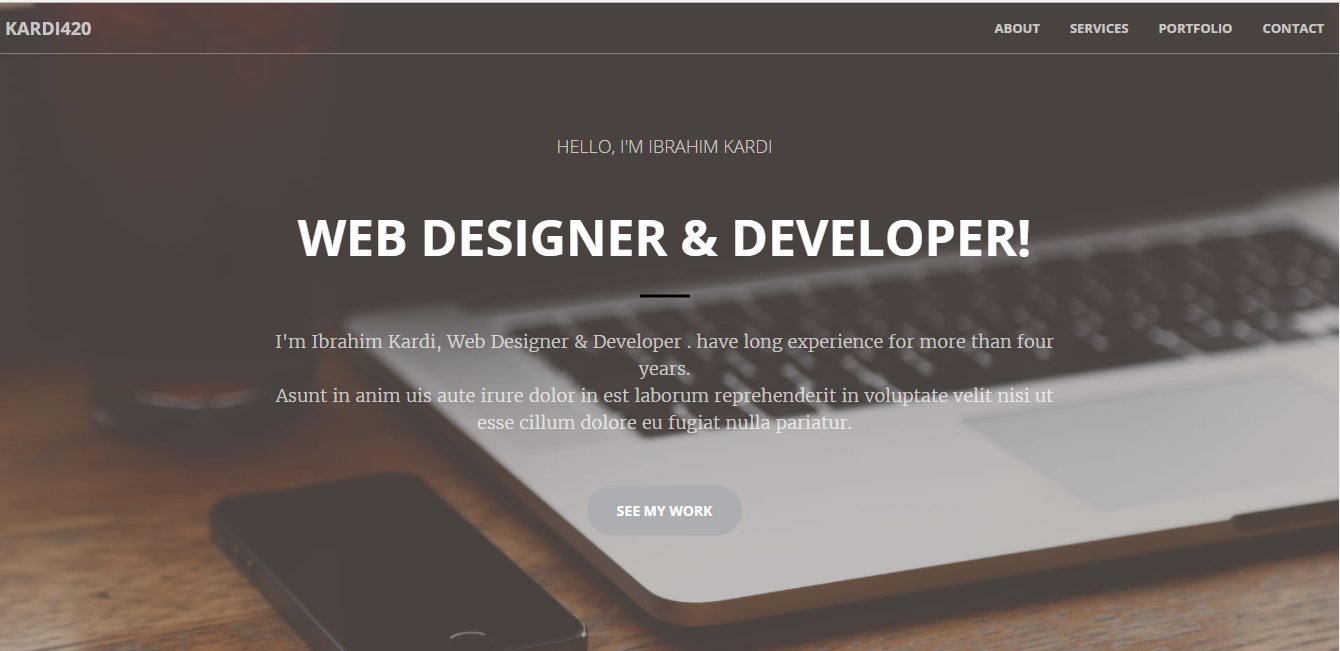 KARDI420
ABOUT SERVICES PORTFOLIO CONTACT
HELLO, I'M IBRAHIM KARDI
WEB DESIGNER & DEVELOPER!
I'm Ibrahim Kardi, Web Designer & Developer . have long experience for more than four
years.
Asunt in anim uis aute irure dolor in est laborum reprehenderit in voluptate velit nisi ut
esse cillum dolore eu fugiat nulla pariatur.
SEE MY WORK